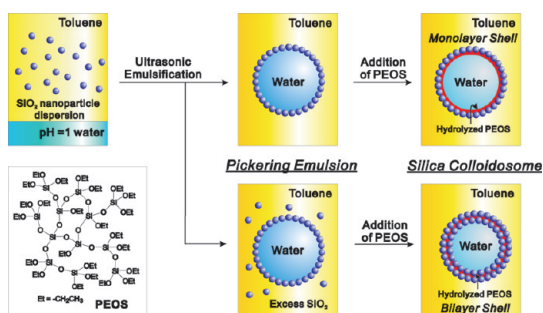 Toluene
SiO₂ nanoparticle
dispersion
pH =1 water
Ultrasonic
Emulsification
Toluene
Water
Addition
of PEOS
Toluene
Monolayer Shell
Water
Hydrolyzed PEOS
Pickering Emulsion
Silica Colloidosome
Toluene
Water
Excess SiO₂
Addition
of PEOS
Toluene
Water
Hydrolyzed PEOS
Bilayer Shell
Et = -CH₂CH₃
PEOS